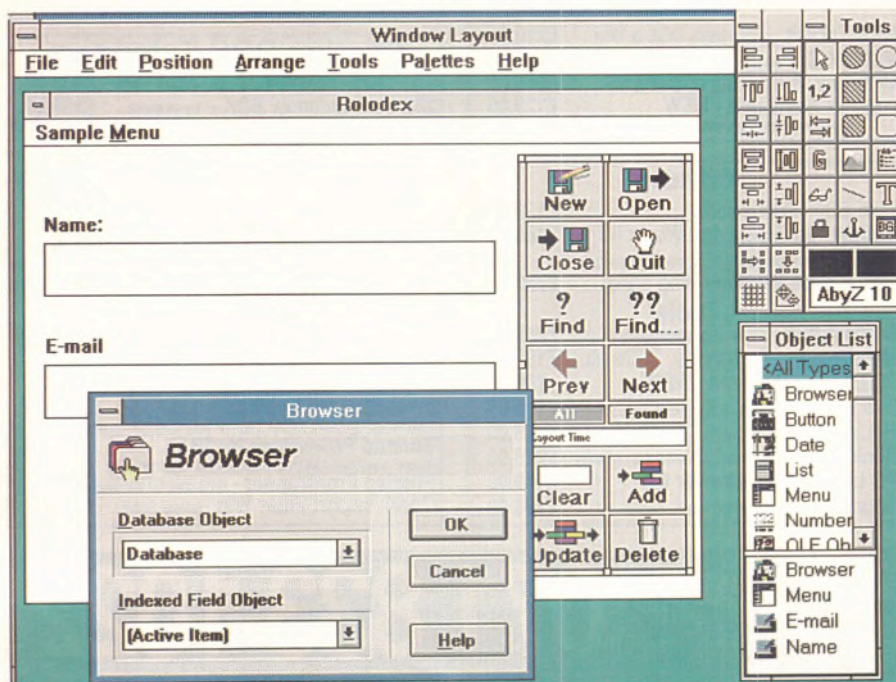 Window Layout
File Edit Position Arrange Tools Palettes Help
Rolodex
Sample Menu
Name:
E-mail
New Open
Close Quit
? ??
Find Find...
Prev Next
All Found
Layout Time
Clear Add
Update Delete
Browser
Browser
Database Object
Database
Indexed Field Object
(Active Item)
OK
Cancel
Help
Tools
1,2
G
T
BG
AbyZ 10
Object List
<All Types
Browser
Button
Date
List
Menu
Number
OLE Ob
Browser
Menu
E-mail
Name